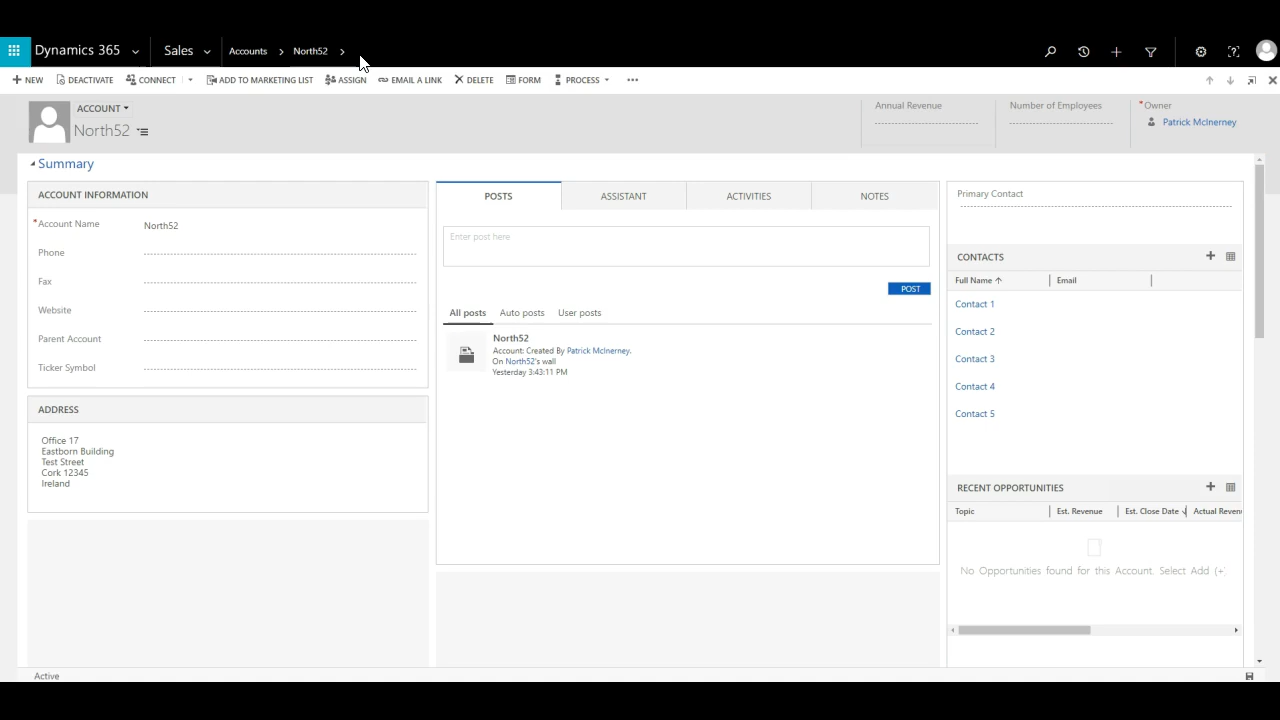 Dynamics 365 Sales Accounts North52
NEW DEACTIVATE CONNECT ADD TO MARKETING LIST ASSIGN EMAIL A LINK DELETE FORM PROCESS ...
ACCOUNT
North52
Annual Revenue
Number of Employees
*Owner
Patrick McInerney
Summary
ACCOUNT INFORMATION
*Account Name North52
Phone
Fax
Website
Parent Account
Ticker Symbol
ADDRESS
Office 17
Eastborn Building
Test Street
Cork 12345
Ireland
POSTS ASSISTANT ACTIVITIES NOTES
Enter post here
POST
All posts Auto posts User posts
North52
Account: Created By Patrick McInerney.
On North52's wall
Yesterday 3:43:11 PM
Primary Contact
CONTACTS
Full Name Email
Contact 1
Contact 2
Contact 3
Contact 4
Contact 5
RECENT OPPORTUNITIES
Topic Est. Revenue Est. Close Date Actual Reven
No Opportunities found for this Account. Select Add (+
Active